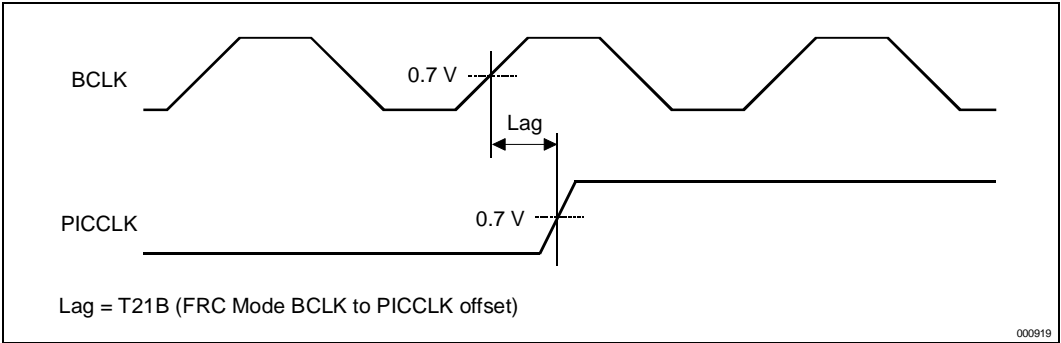 BCLK
0.7 V
Lag
PICCLK
0.7 V
Lag = T21B (FRC Mode BCLK to PICCLK offset)
000919